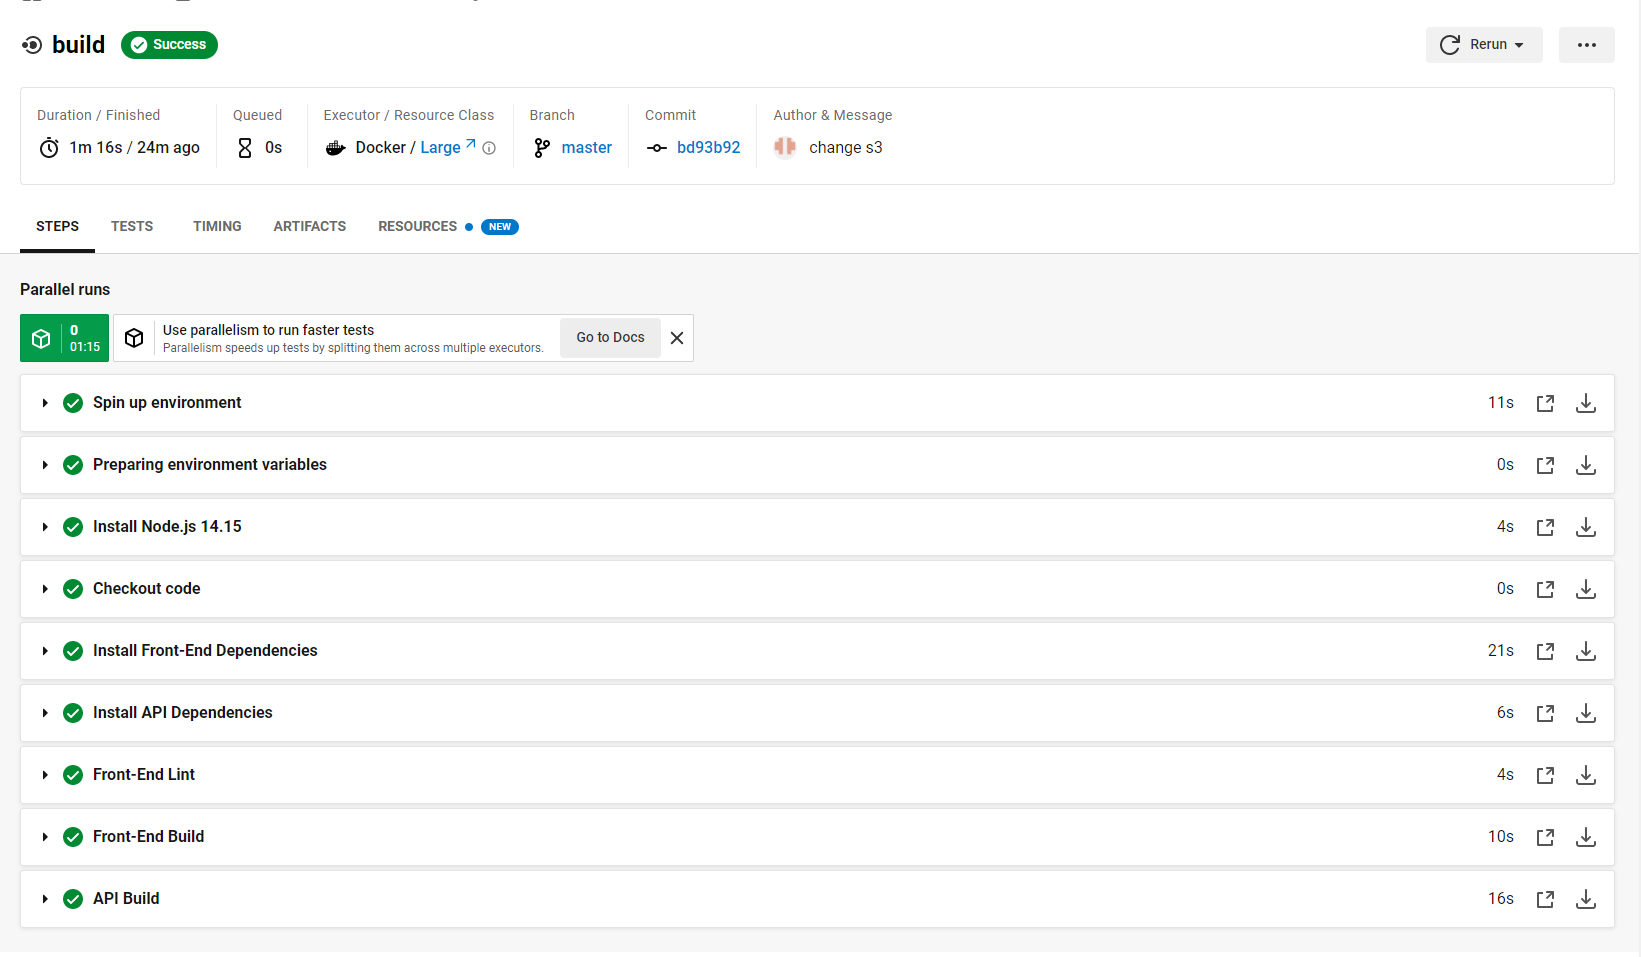 build Success Rerun
Duration / Finished Queued Executor / Resource Class Branch Commit Author & Message
1m 16s / 24m ago 0s Docker / Large master bd93b92 change s3
STEPS TESTS TIMING ARTIFACTS RESOURCES NEW
Parallel runs
0
01:15
Use parallelism to run faster tests
Parallelism speeds up tests by splitting them across multiple executors.
Go to Docs
Spin up environment 11s
Preparing environment variables 0s
Install Node.js 14.15 4s
Checkout code 0s
Install Front-End Dependencies 21s
Install API Dependencies 6s
Front-End Lint 4s
Front-End Build 10s
API Build 16s